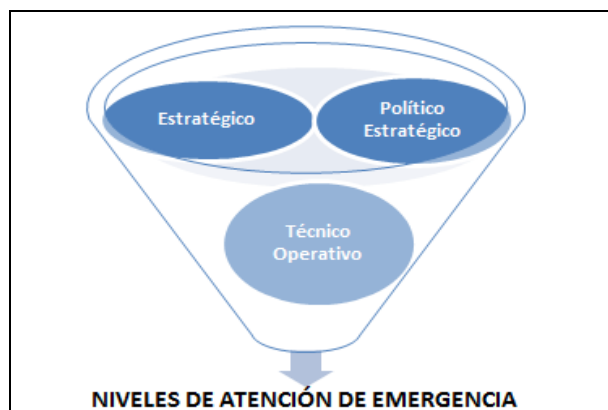 Estratégico
Político
Estratégico
Técnico
Operativo
NIVELES DE ATENCIÓN DE EMERGENCIA